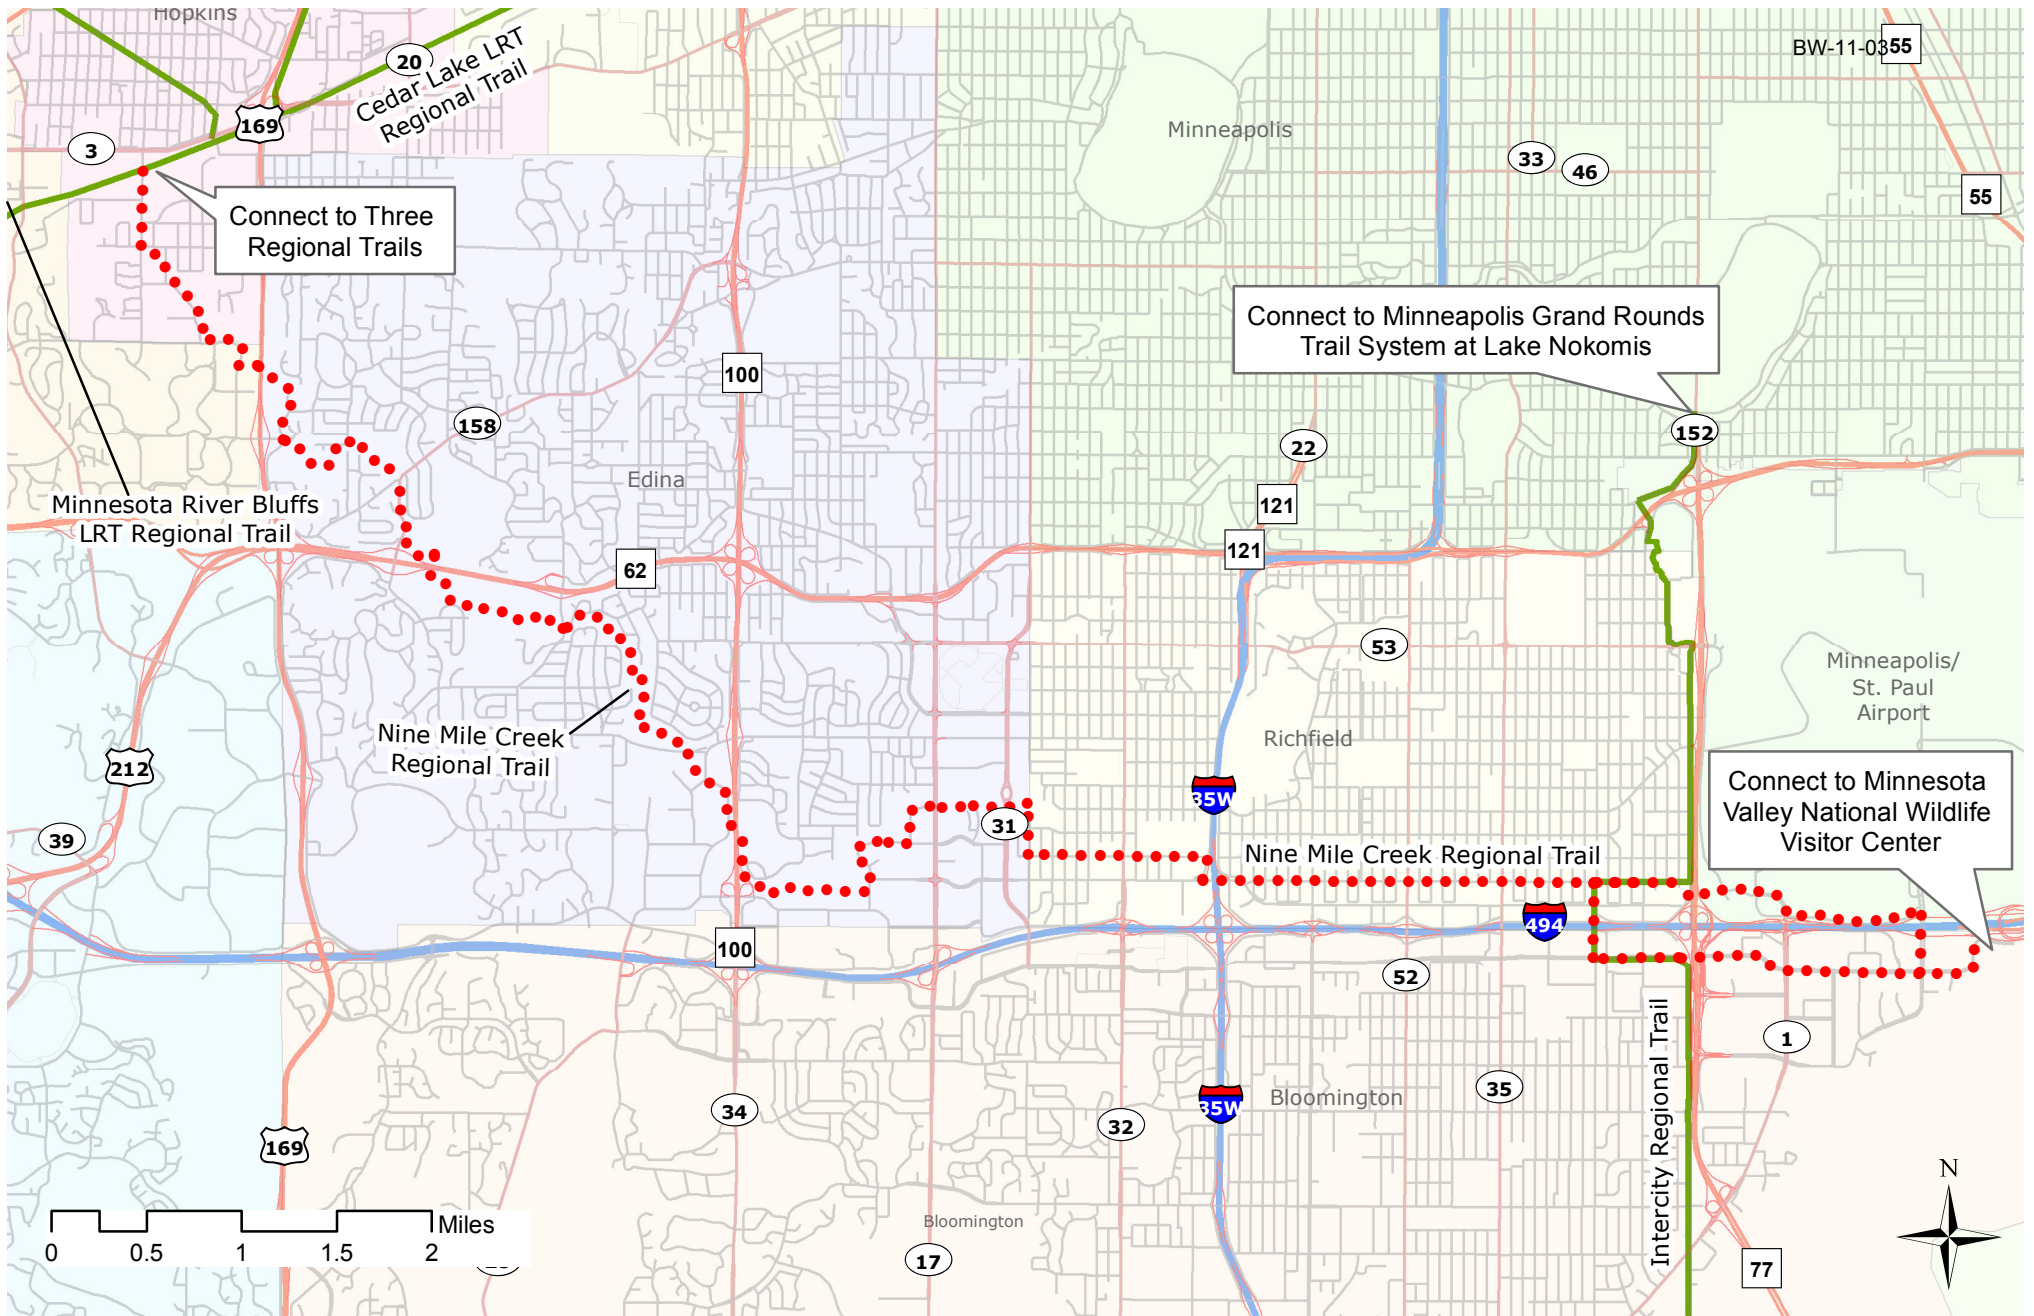 Hopkins
20
Cedar Lake LRT
Regional Trail
BW-11-03
55
169
3
Minneapolis
33
46
55
Connect to Three
Regional Trails
Connect to Minneapolis Grand Rounds
Trail System at Lake Nokomis
100
158
152
22
Edina
121
Minnesota River Bluffs
LRT Regional Trail
121
62
53
Minneapolis/
St. Paul
Airport
Nine Mile Creek
Regional Trail
Richfield
212
35W
Connect to Minnesota
Valley National Wildlife
Visitor Center
39
31
Nine Mile Creek Regional Trail
494
100
52
Intercity Regional Trail
1
35
Bloomington
35W
34
32
169
N
Bloomington
Miles
0 0.5 1 1.5 2
17
77